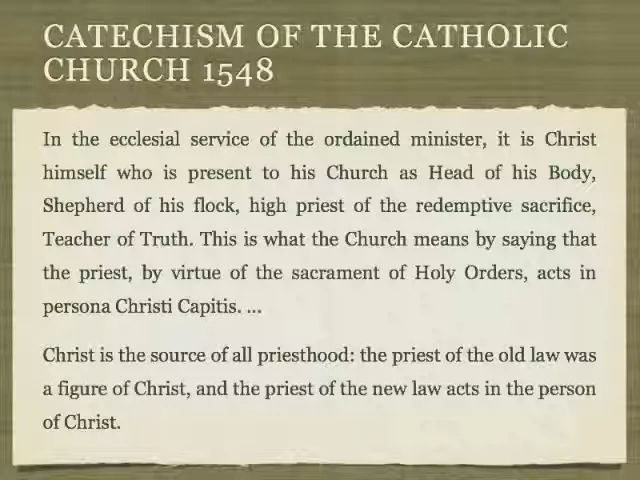 CATECHISM OF THE CATHOLIC
CHURCH 1548
In the ecclesial service of the ordained minister, it is Christ
himself who is present to his Church as Head of his Body,
Shepherd of his flock, high priest of the redemptive sacrifice,
Teacher of Truth. This is what the Church means by saying that
the priest, by virtue of the sacrament of Holy Orders, acts in
persona Christi Capitis. ...
Christ is the source of all priesthood: the priest of the old law was
a figure of Christ, and the priest of the new law acts in the person
of Christ.